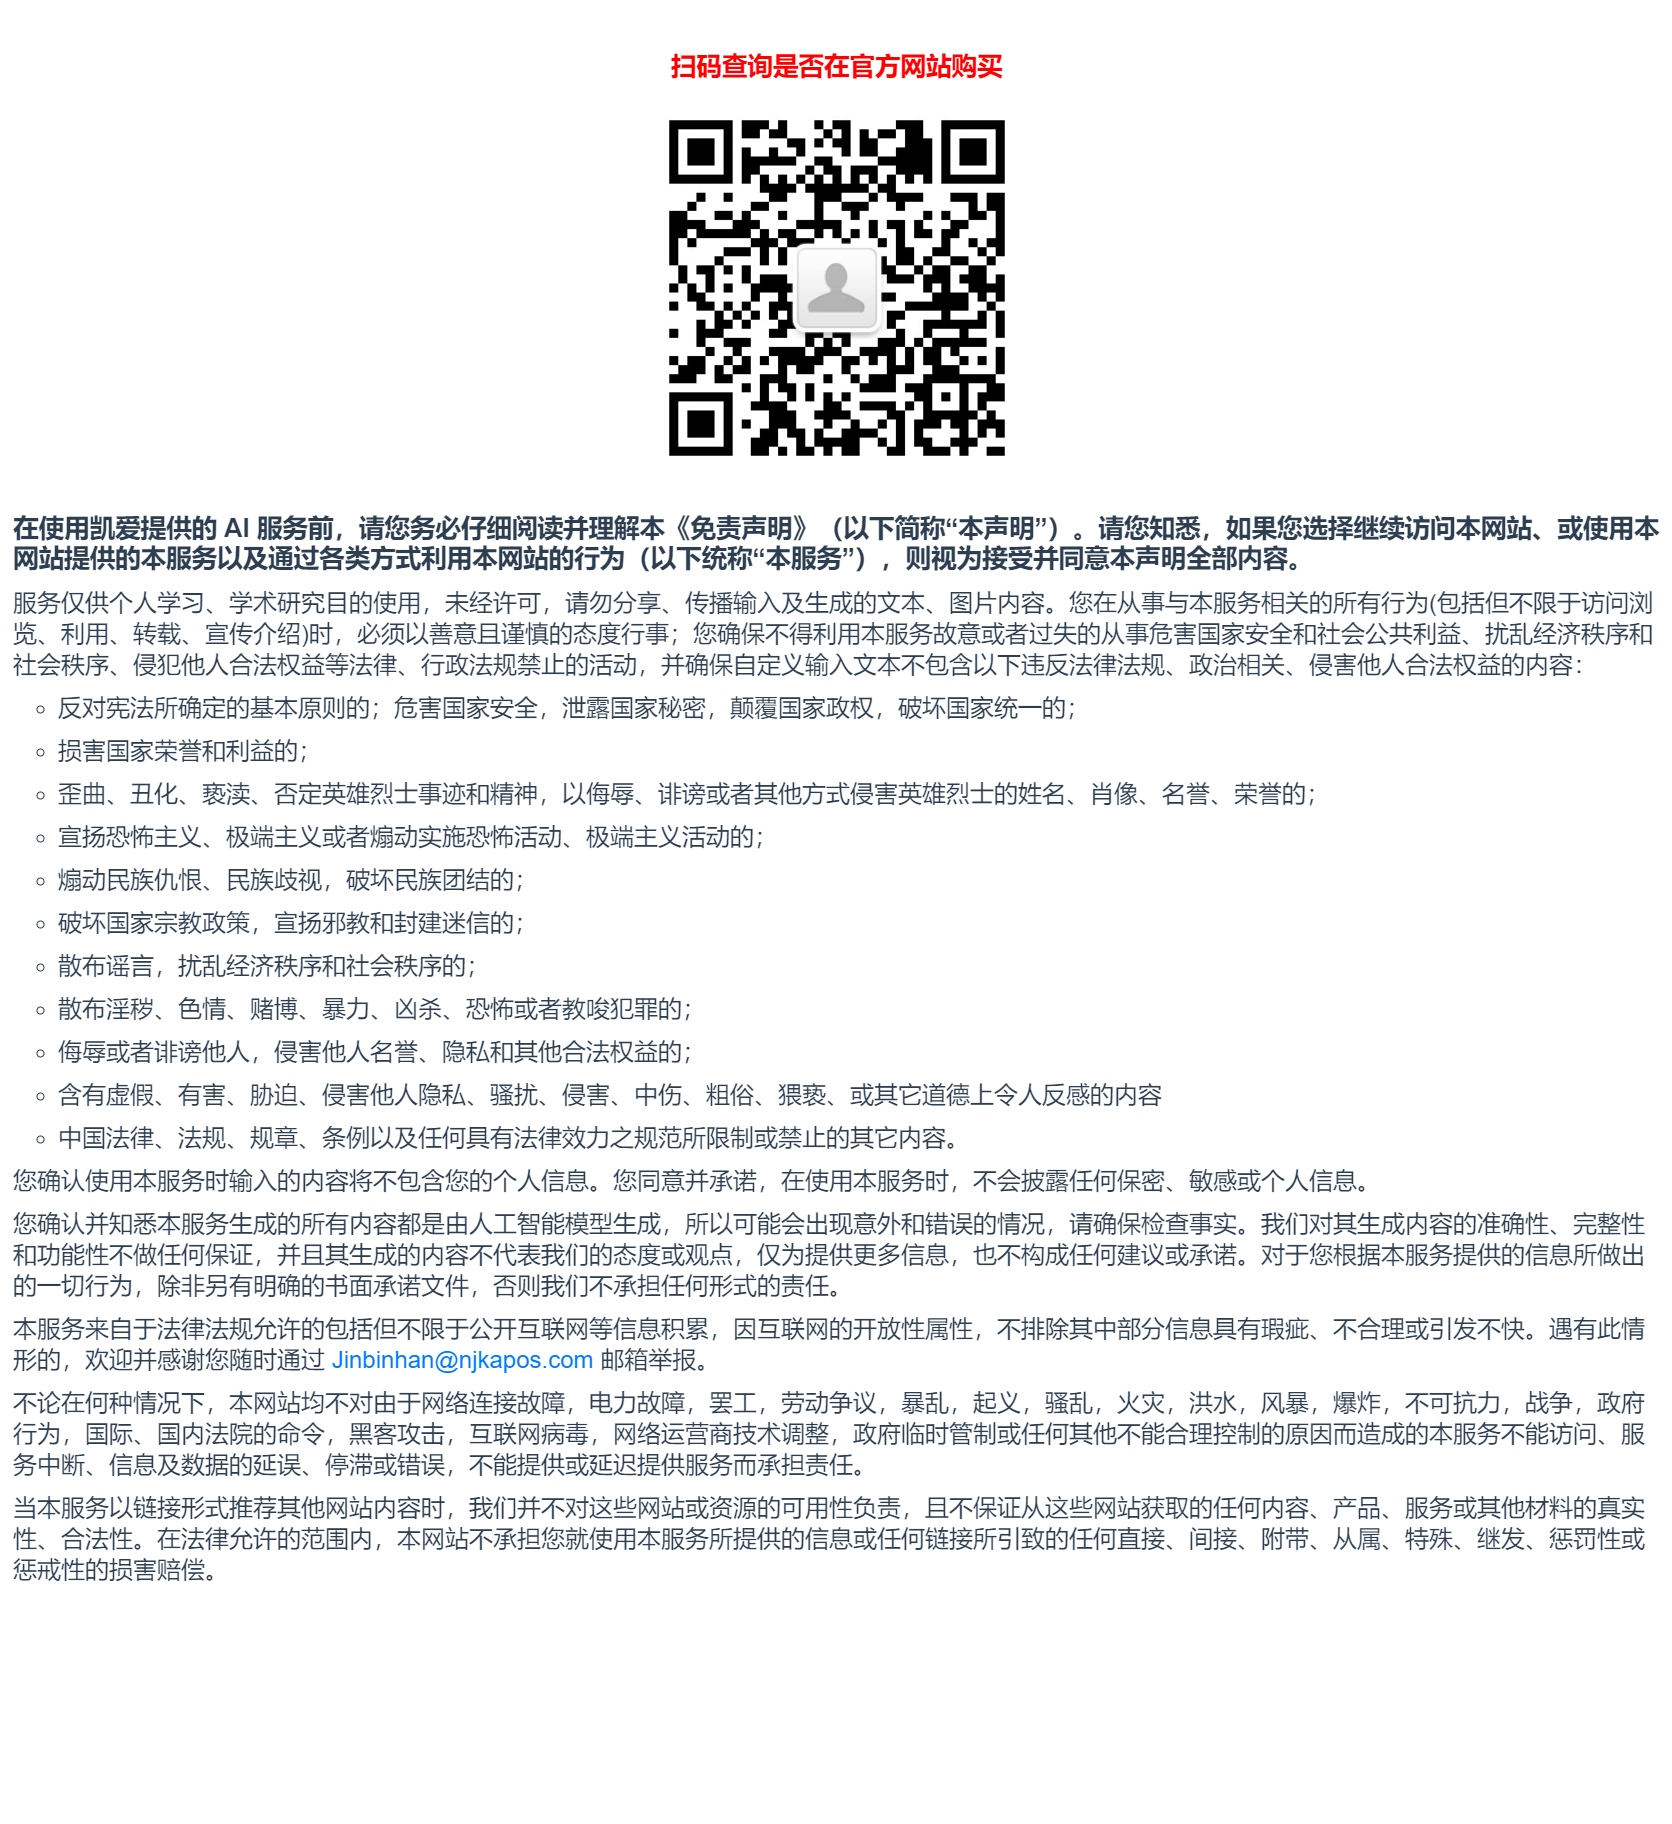 扫码查询是否在官方网站购买
在使用凯爱提供的 AI 服务前，请您务必仔细阅读并理解本《免责声明》（以下简称“本声明”）。请您知悉，如果您选择继续访问本网站、或使用本
网站提供的本服务以及通过各类方式利用本网站的行为（以下统称“本服务”），则视为接受并同意本声明全部内容。
服务仅供个人学习、学术研究目的使用，未经许可，请勿分享、传播输入及生成的文本、图片内容。您在从事与本服务相关的所有行为(包括但不限于访问浏
览、利用、转载、宣传介绍)时，必须以善意且谨慎的态度行事；您确保不得利用本服务故意或者过失的从事危害国家安全和社会公共利益、扰乱经济秩序和
社会秩序、侵犯他人合法权益等法律、行政法规禁止的活动，并确保自定义输入文本不包含以下违反法律法规、政治相关、侵害他人合法权益的内容：
◦ 反对宪法所确定的基本原则的；危害国家安全，泄露国家秘密，颠覆国家政权，破坏国家统一的；
◦ 损害国家荣誉和利益的；
◦ 歪曲、丑化、亵渎、否定英雄烈士事迹和精神，以侮辱、诽谤或者其他方式侵害英雄烈士的姓名、肖像、名誉、荣誉的；
◦ 宣扬恐怖主义、极端主义或者煽动实施恐怖活动、极端主义活动的；
◦ 煽动民族仇恨、民族歧视，破坏民族团结的；
◦ 破坏国家宗教政策，宣扬邪教和封建迷信的；
◦ 散布谣言，扰乱经济秩序和社会秩序的；
◦ 散布淫秽、色情、赌博、暴力、凶杀、恐怖或者教唆犯罪的；
◦ 侮辱或者诽谤他人，侵害他人名誉、隐私和其他合法权益的；
◦ 含有虚假、有害、胁迫、侵害他人隐私、骚扰、侵害、中伤、粗俗、猥亵、或其它道德上令人反感的内容
◦ 中国法律、法规、规章、条例以及任何具有法律效力之规范所限制或禁止的其它内容。
您确认使用本服务时输入的内容将不包含您的个人信息。您同意并承诺，在使用本服务时，不会披露任何保密、敏感或个人信息。
您确认并知悉本服务生成的所有内容都是由人工智能模型生成，所以可能会出现意外和错误的情况，请确保检查事实。我们对其生成内容的准确性、完整性
和功能性不做任何保证，并且其生成的内容不代表我们的态度或观点，仅为提供更多信息，也不构成任何建议或承诺。对于您根据本服务提供的信息所做出
的一切行为，除非另有明确的书面承诺文件，否则我们不承担任何形式的责任。
本服务来自于法律法规允许的包括但不限于公开互联网等信息积累，因互联网的开放性属性，不排除其中部分信息具有瑕疵、不合理或引发不快。遇有此情
形的，欢迎并感谢您随时通过 Jinbinhan@njkapos.com 邮箱举报。
不论在何种情况下，本网站均不对由于网络连接故障，电力故障，罢工，劳动争议，暴乱，起义，骚乱，火灾，洪水，风暴，爆炸，不可抗力，战争，政府
行为，国际、国内法院的命令，黑客攻击，互联网病毒，网络运营商技术调整，政府临时管制或任何其他不能合理控制的原因而造成的本服务不能访问、服
务中断、信息及数据的延误、停滞或错误，不能提供或延迟提供服务而承担责任。
当本服务以链接形式推荐其他网站内容时，我们并不对这些网站或资源的可用性负责，且不保证从这些网站获取的任何内容、产品、服务或其他材料的真实
性、合法性。在法律允许的范围内，本网站不承担您就使用本服务所提供的信息或任何链接所引致的任何直接、间接、附带、从属、特殊、继发、惩罚性或
惩戒性的损害赔偿。